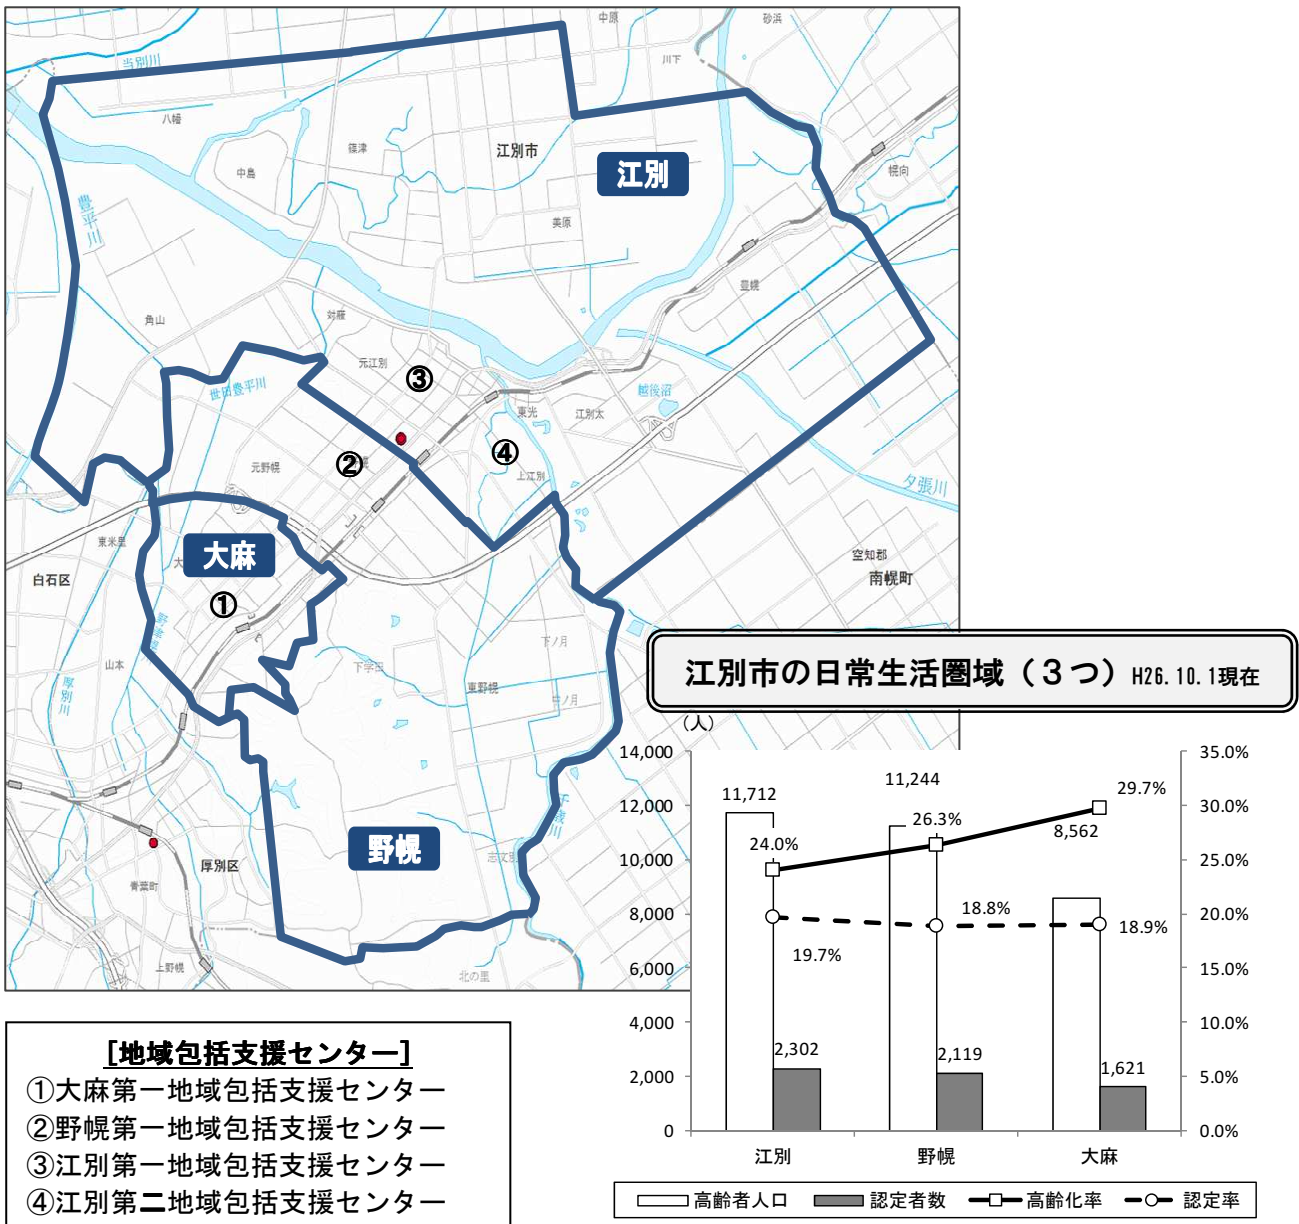 中原
砂浜
当別川
川下
八幡
篠津
江別市
江別
中島
幌向
豊平川
美原
豊幌
角山
対雁
元江別
③
世田豊平川
越後沼
東光
江別太
②
④
元野幌
上江別
夕張川
東米里
大麻
空知郡
南幌町
白石区
①
下ノ月
山本
下学田
厚別川
東野幌
中ノ月
江別市の日常生活圏域（３つ） H26.10.1現在
千歳川
野幌
志文別
厚別区
青葉町
上野幌
北の里
（人）
14,000
12,000
10,000
8,000
6,000
4,000
2,000
0
35.0%
30.0%
25.0%
20.0%
15.0%
10.0%
5.0%
0.0%
11,712
11,244
8,562
24.0%
26.3%
29.7%
19.7%
18.8%
18.9%
2,302
2,119
1,621
江別
野幌
大麻
高齢者人口
認定者数
高齢化率
認定率
[地域包括支援センター]
①大麻第一地域包括支援センター
②野幌第一地域包括支援センター
③江別第一地域包括支援センター
④江別第二地域包括支援センター